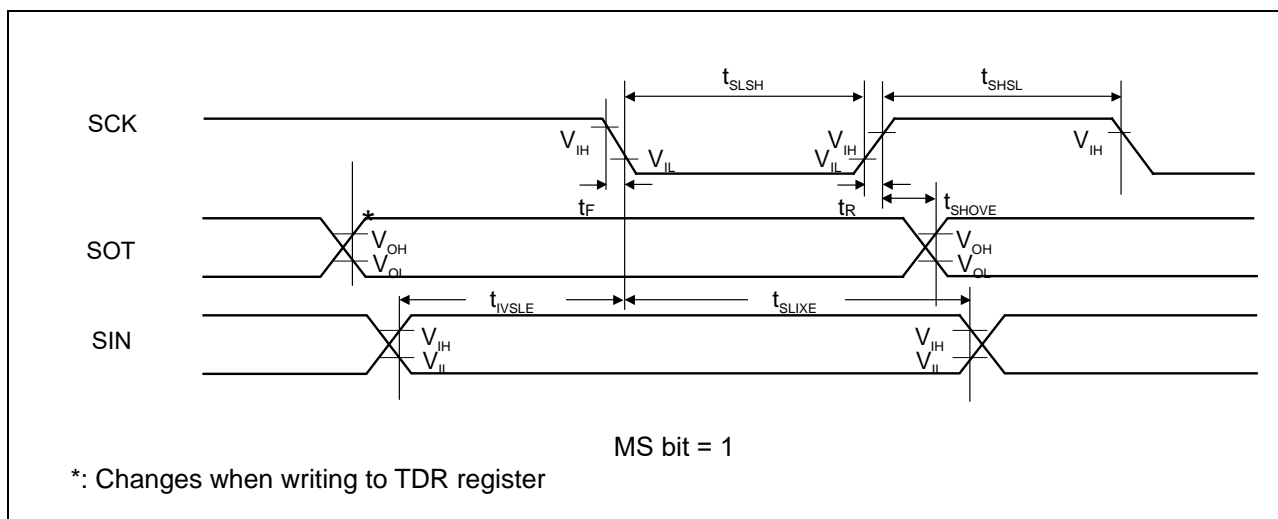 tSLSH
tSHSL
SCK
VIH
VIL
VIH
VIL
VIH
tF
tR
tSHOVE
*
SOT
VOH
VOL
VOH
VOL
tIVSLE
tSLIXE
SIN
VIH
VIL
VIH
VIL
MS bit = 1
*: Changes when writing to TDR register